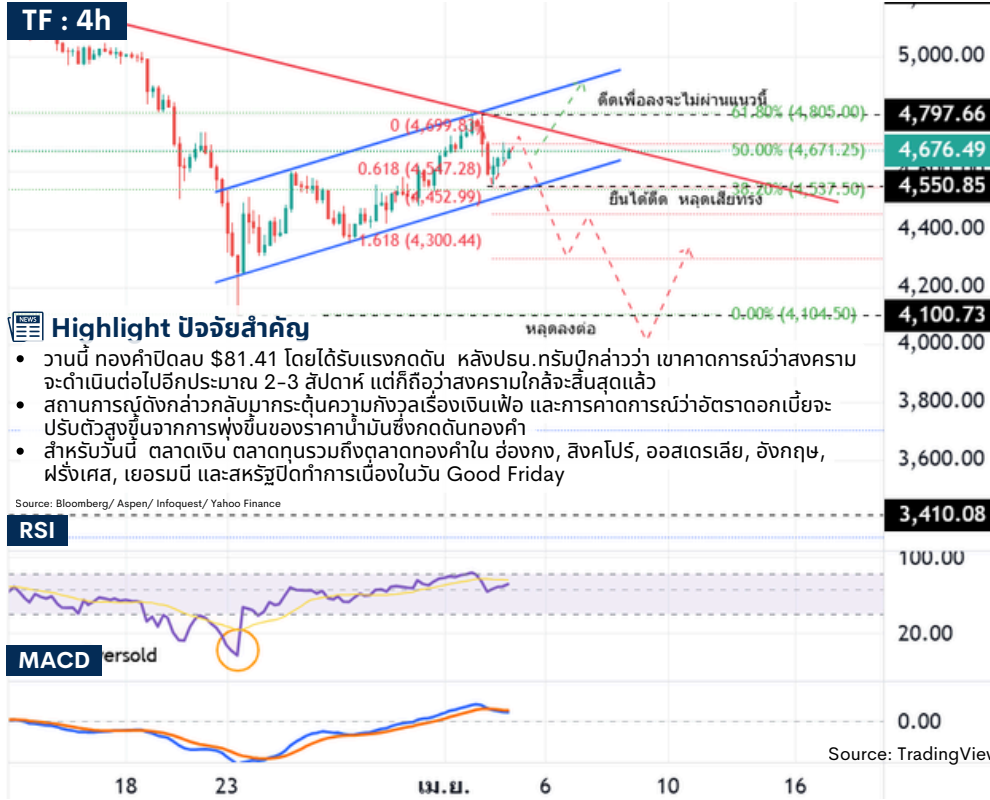 TF : 4h
5,000.00
ดีดเพื่อลงจะไม่ผ่านแนวนี้
61.80% (4,805.00)
4,797.66
0 (4,699.83)
50.00% (4,671.25)
4,676.49
0.618 (4,547.28)
38.20% (4,537.50)
4,550.85
(4,452.99)
ยืนได้ดีด หลุดเสียทรง
4,400.00
1.618 (4,300.44)
4,200.00
0.00% (4,104.50)
4,100.73
หลุดลงต่อ
4,000.00
NEWS
Highlight ปัจจัยสำคัญ
• วานนี้ ทองคำปิดลบ $81.41 โดยได้รับแรงกดดัน หลังปธน.ทรัมป์กล่าวว่า เขาคาดการณ์ว่าสงคราม
จะดำเนินต่อไปอีกประมาณ 2-3 สัปดาห์ แต่ก็ถือว่าสงครามใกล้จะสิ้นสุดแล้ว
• สถานการณ์ดังกล่าวกลับมากระตุ้นความกังวลเรื่องเงินเฟ้อ และการคาดการณ์ว่าอัตราดอกเบี้ยจะ
ปรับตัวสูงขึ้นจากการพุ่งขึ้นของราคาน้ำมันซึ่งกดดันทองคำ
• สำหรับวันนี้ ตลาดเงิน ตลาดทุนรวมถึงตลาดทองคำใน ฮ่องกง, สิงคโปร์, ออสเตรเลีย, อังกฤษ,
ฝรั่งเศส, เยอรมนี และสหรัฐปิดทำการเนื่องในวัน Good Friday
3,800.00
3,600.00
Source: Bloomberg/ Aspen/ Infoquest/ Yahoo Finance
3,410.08
RSI
100.00
20.00
ersold
MACD
0.00
Source: TradingView
18
23
เม.ย.
6
10
16